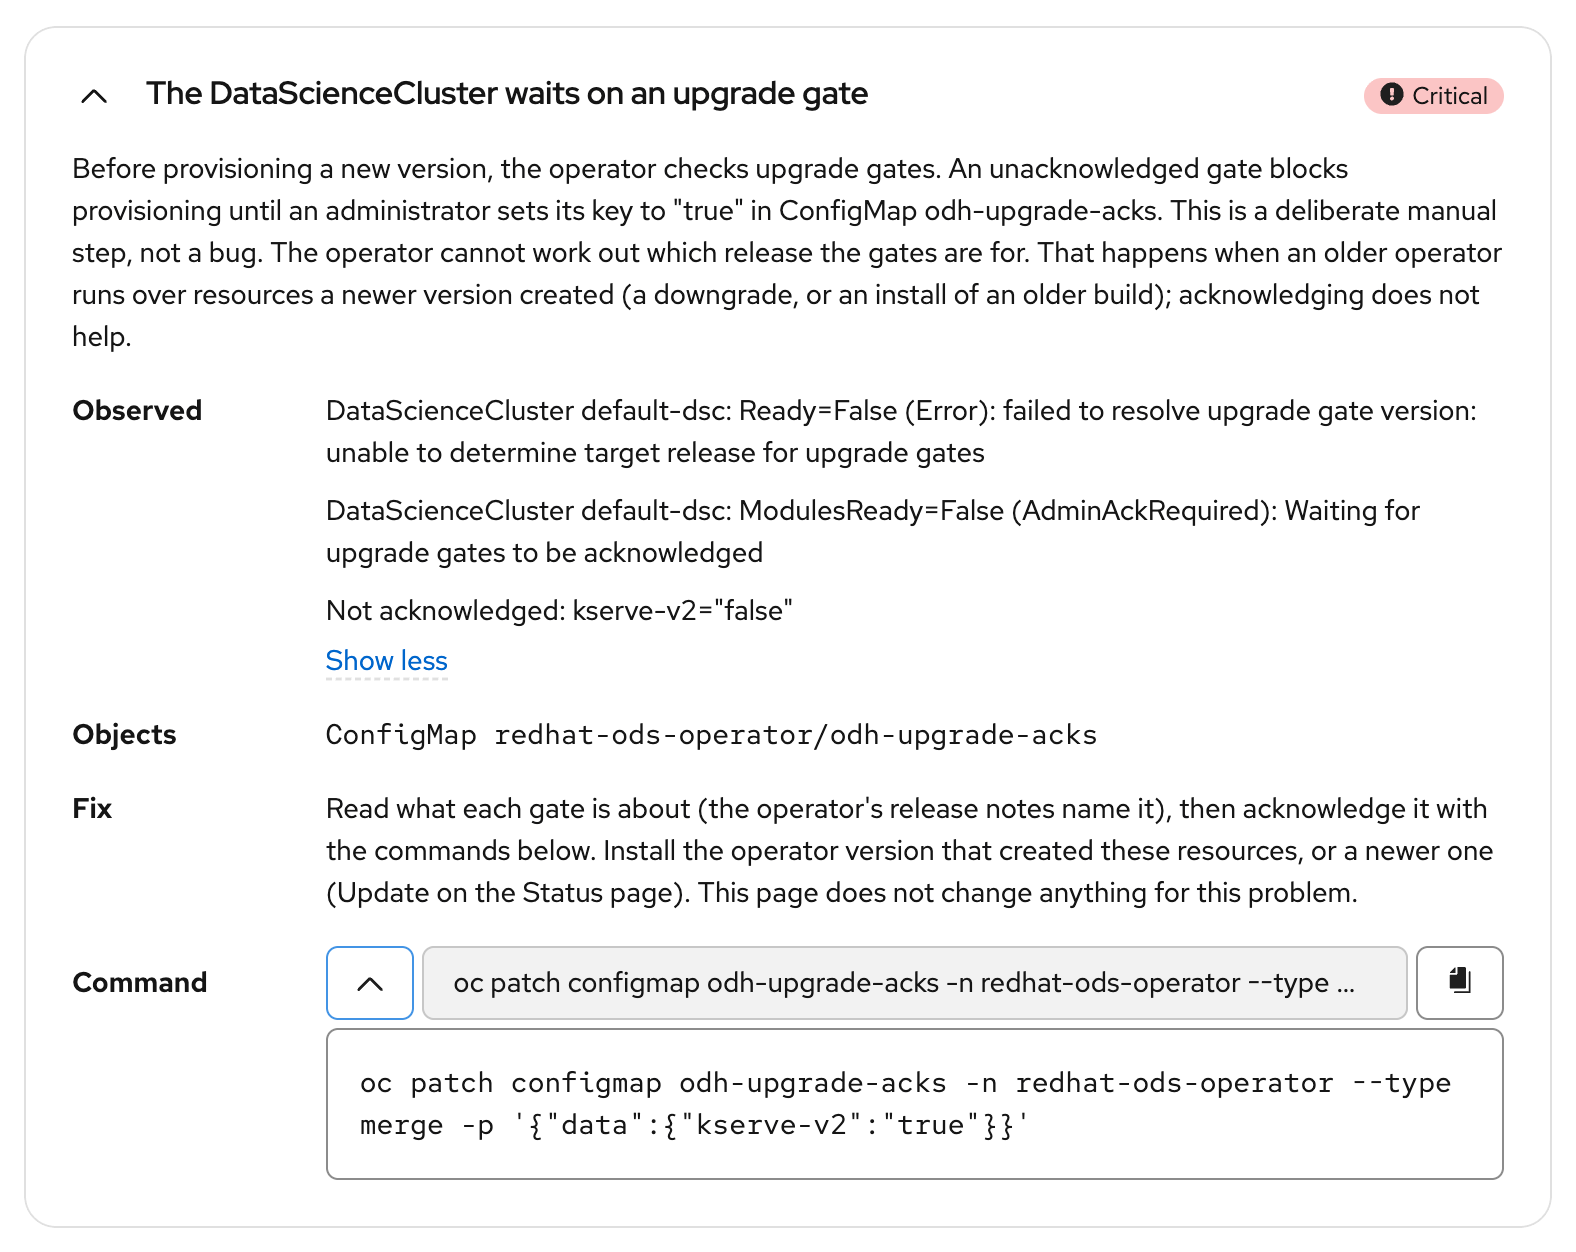 The DataScienceCluster waits on an upgrade gate
Critical
Before provisioning a new version, the operator checks upgrade gates. An unacknowledged gate blocks
provisioning until an administrator sets its key to "true" in ConfigMap odh-upgrade-acks. This is a deliberate manual
step, not a bug. The operator cannot work out which release the gates are for. That happens when an older operator
runs over resources a newer version created (a downgrade, or an install of an older build); acknowledging does not
help.
Observed
DataScienceCluster default-dsc: Ready=False (Error): failed to resolve upgrade gate version:
unable to determine target release for upgrade gates
DataScienceCluster default-dsc: ModulesReady=False (AdminAckRequired): Waiting for
upgrade gates to be acknowledged
Not acknowledged: kserve-v2="false"
Show less
Objects
ConfigMap redhat-ods-operator/odh-upgrade-acks
Fix
Read what each gate is about (the operator's release notes name it), then acknowledge it with
the commands below. Install the operator version that created these resources, or a newer one
(Update on the Status page). This page does not change anything for this problem.
Command
oc patch configmap odh-upgrade-acks -n redhat-ods-operator --type ...
oc patch configmap odh-upgrade-acks -n redhat-ods-operator --type
merge -p '{"data":{"kserve-v2":"true"}}'